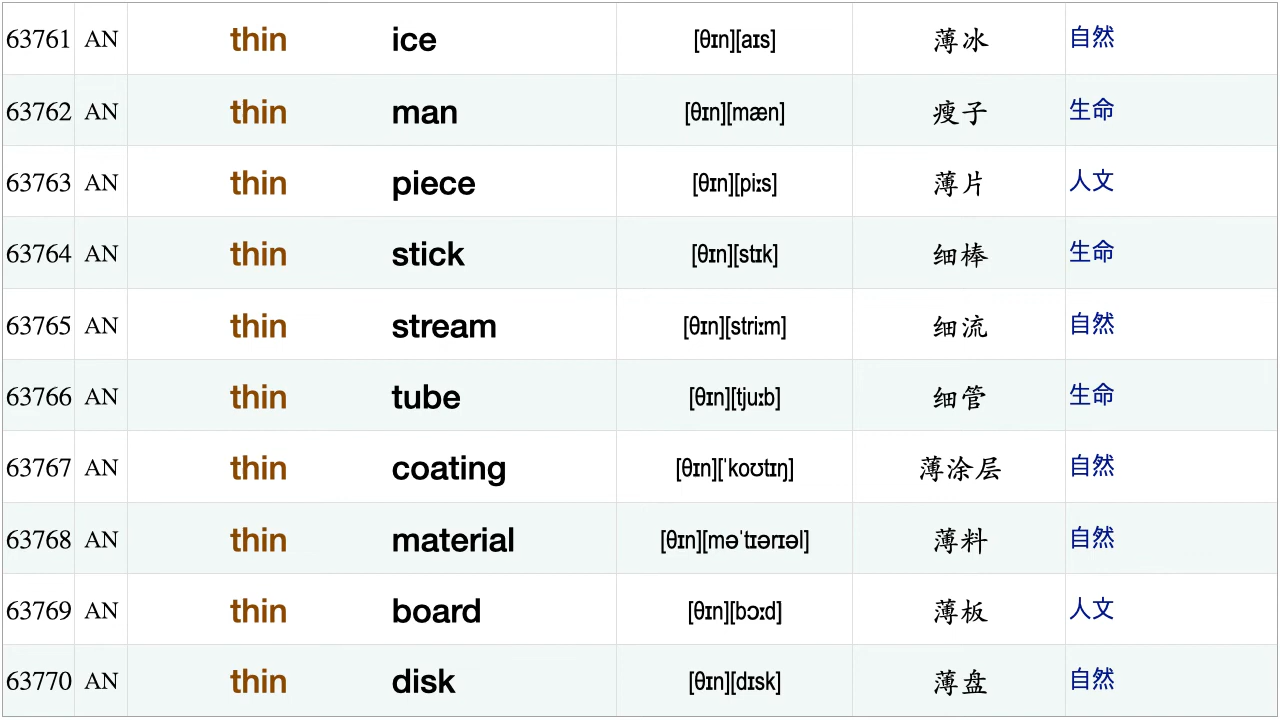 63761 AN thin ice [θɪn][aɪs] 薄冰 自然
63762 AN thin man [θɪn][mæn] 瘦子 生命
63763 AN thin piece [θɪn][piːs] 薄片 人文
63764 AN thin stick [θɪn][stɪk] 细棒 生命
63765 AN thin stream [θɪn][striːm] 细流 自然
63766 AN thin tube [θɪn][tjuːb] 细管 生命
63767 AN thin coating [θɪn][ˈkoʊtɪŋ] 薄涂层 自然
63768 AN thin material [θɪn][məˈtɪərɪəl] 薄料 自然
63769 AN thin board [θɪn][bɔːd] 薄板 人文
63770 AN thin disk [θɪn][dɪsk] 薄盘 自然